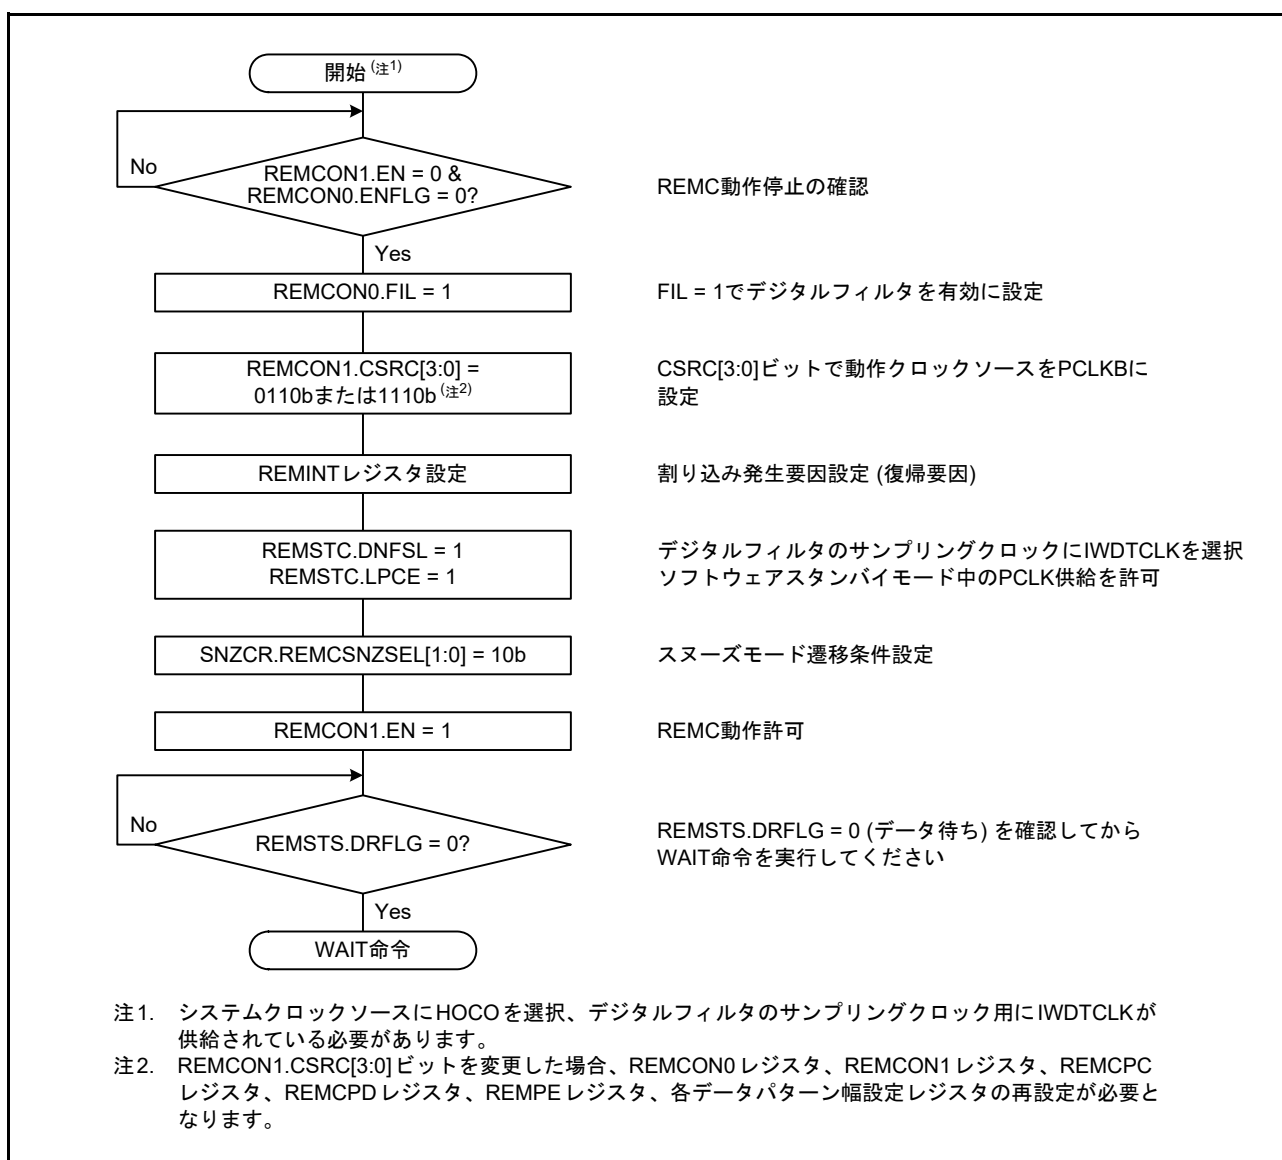 開始 (注1)
No
REMCON1.EN = 0 &
REMCON0.ENFLG = 0?
REMC動作停止の確認
Yes
REMCON0.FIL = 1
FIL = 1でデジタルフィルタを有効に設定
REMCON1.CSRC[3:0] =
0110bまたは1110b (注2)
CSRC[3:0]ビットで動作クロックソースをPCLKBに
設定
REMINTレジスタ設定
割り込み発生要因設定 (復帰要因)
REMSTC.DNFSL = 1
REMSTC.LPCE = 1
デジタルフィルタのサンプリングクロックにIWDTCLKを選択
ソフトウェアスタンバイモード中のPCLK供給を許可
SNZCR.REMCSNZSEL[1:0] = 10b
スヌーズモード遷移条件設定
REMCON1.EN = 1
REMC動作許可
No
REMSTS.DRFLG = 0?
REMSTS.DRFLG = 0 (データ待ち) を確認してから
WAIT命令を実行してください
Yes
WAIT命令
注1. システムクロックソースにHOCOを選択、デジタルフィルタのサンプリングクロック用にIWDTCLKが
供給されている必要があります。
注2. REMCON1.CSRC[3:0]ビットを変更した場合、REMCON0レジスタ、REMCON1レジスタ、REMCPC
レジスタ、REMCPDレジスタ、REMPEレジスタ、各データパターン幅設定レジスタの再設定が必要と
なります。